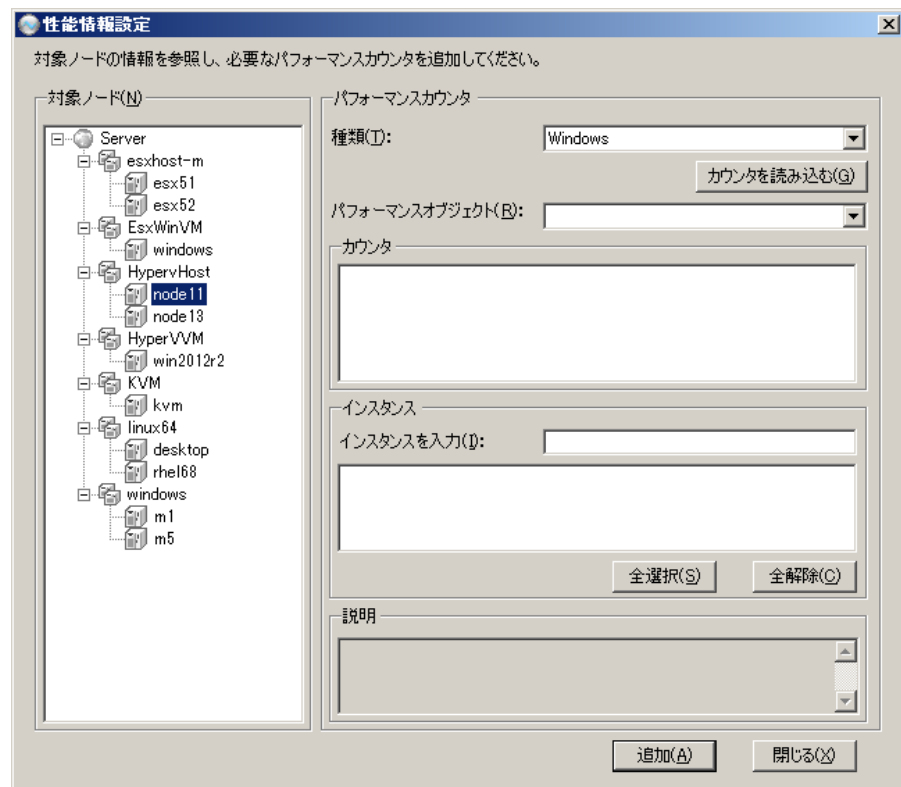 性能情報設定
対象ノードの情報を参照し、必要なパフォーマンスカウンタを追加してください。
対象ノード(N)
Server
esxhost-m
esx51
esx52
EsxWinVM
windows
HypervHost
node11
node13
HyperVVM
win2012r2
KVM
kvm
linux64
desktop
rhel68
windows
m1
m5
パフォーマンスカウンタ
種類(T): Windows
カウンタを読み込む(G)
パフォーマンスオブジェクト(R):
カウンタ
インスタンス
インスタンスを入力(I):
全選択(S) 全解除(C)
説明
追加(A) 閉じる(X)